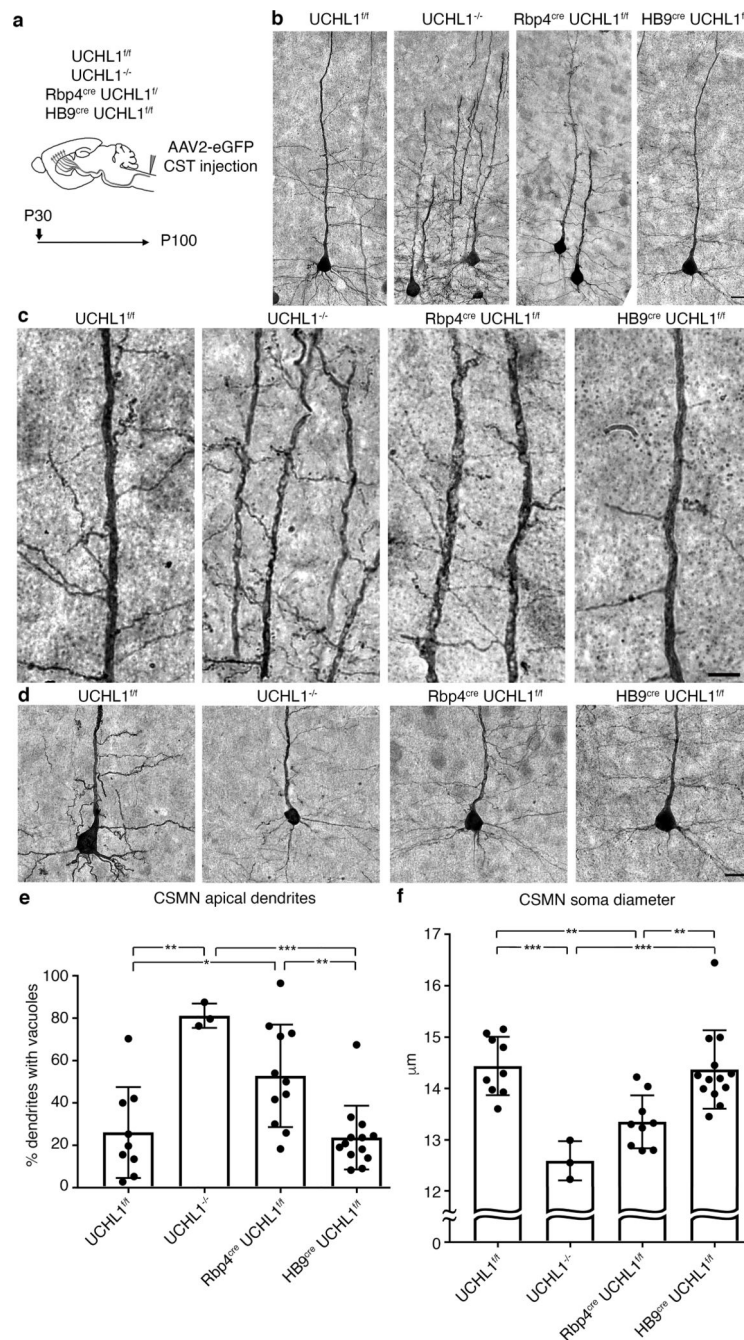 a
UCHL1f/f
UCHL1-/-
Rbp4cre UCHL1f/
HB9cre UCHL1f/f
AAV2-eGFP
CST injection
P30
P100
b
UCHL1f/f
UCHL1-/-
Rbp4cre UCHL1f/f
HB9cre UCHL1f
c
UCHL1f/f
UCHL1-/-
Rbp4cre UCHL1f/f
HB9cre UCHL1f/f
d
UCHL1f/f
UCHL1-/-
Rbp4cre UCHL1f/f
HB9cre UCHL1f/f
e
CSMN apical dendrites
**
***
*
**
100
80
60
40
20
0
% dendrites with vacuoles
UCHL1f/f
UCHL1-/-
Rbp4cre UCHL1f/f
HB9cre UCHL1f/f
f
CSMN soma diameter
**
**
***
***
17
16
15
14
13
12
0
µm
UCHL1f/f
UCHL1-/-
Rbp4cre UCHL1f/f
HB9cre UCHL1f/f